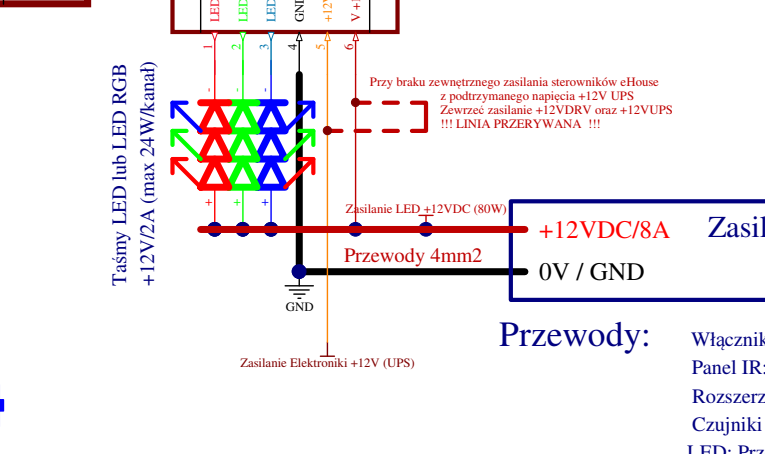 LED
LED
LED
GND
+12V
V +1
1
2
3
4
5
6
Taśmy LED lub LED RGB
+12V/2A (max 24W/kanał)
-
-
-
+
+
+
Przy braku zewnętrznego zasilania sterowników eHouse
z podtrzymanego napięcia +12V UPS
Zewrzeć zasilanie +12VDRV oraz +12VUPS
!!! LINIA PRZERYWANA !!!
Zasilanie LED +12VDC (80W)
+12VDC/8A
Zasil
Przewody 4mm2
0V / GND
GND
Zasilanie Elektroniki +12V (UPS)
Przewody:
Włącznik
Panel IR:
Rozszerz
Czujniki
LED: Prz